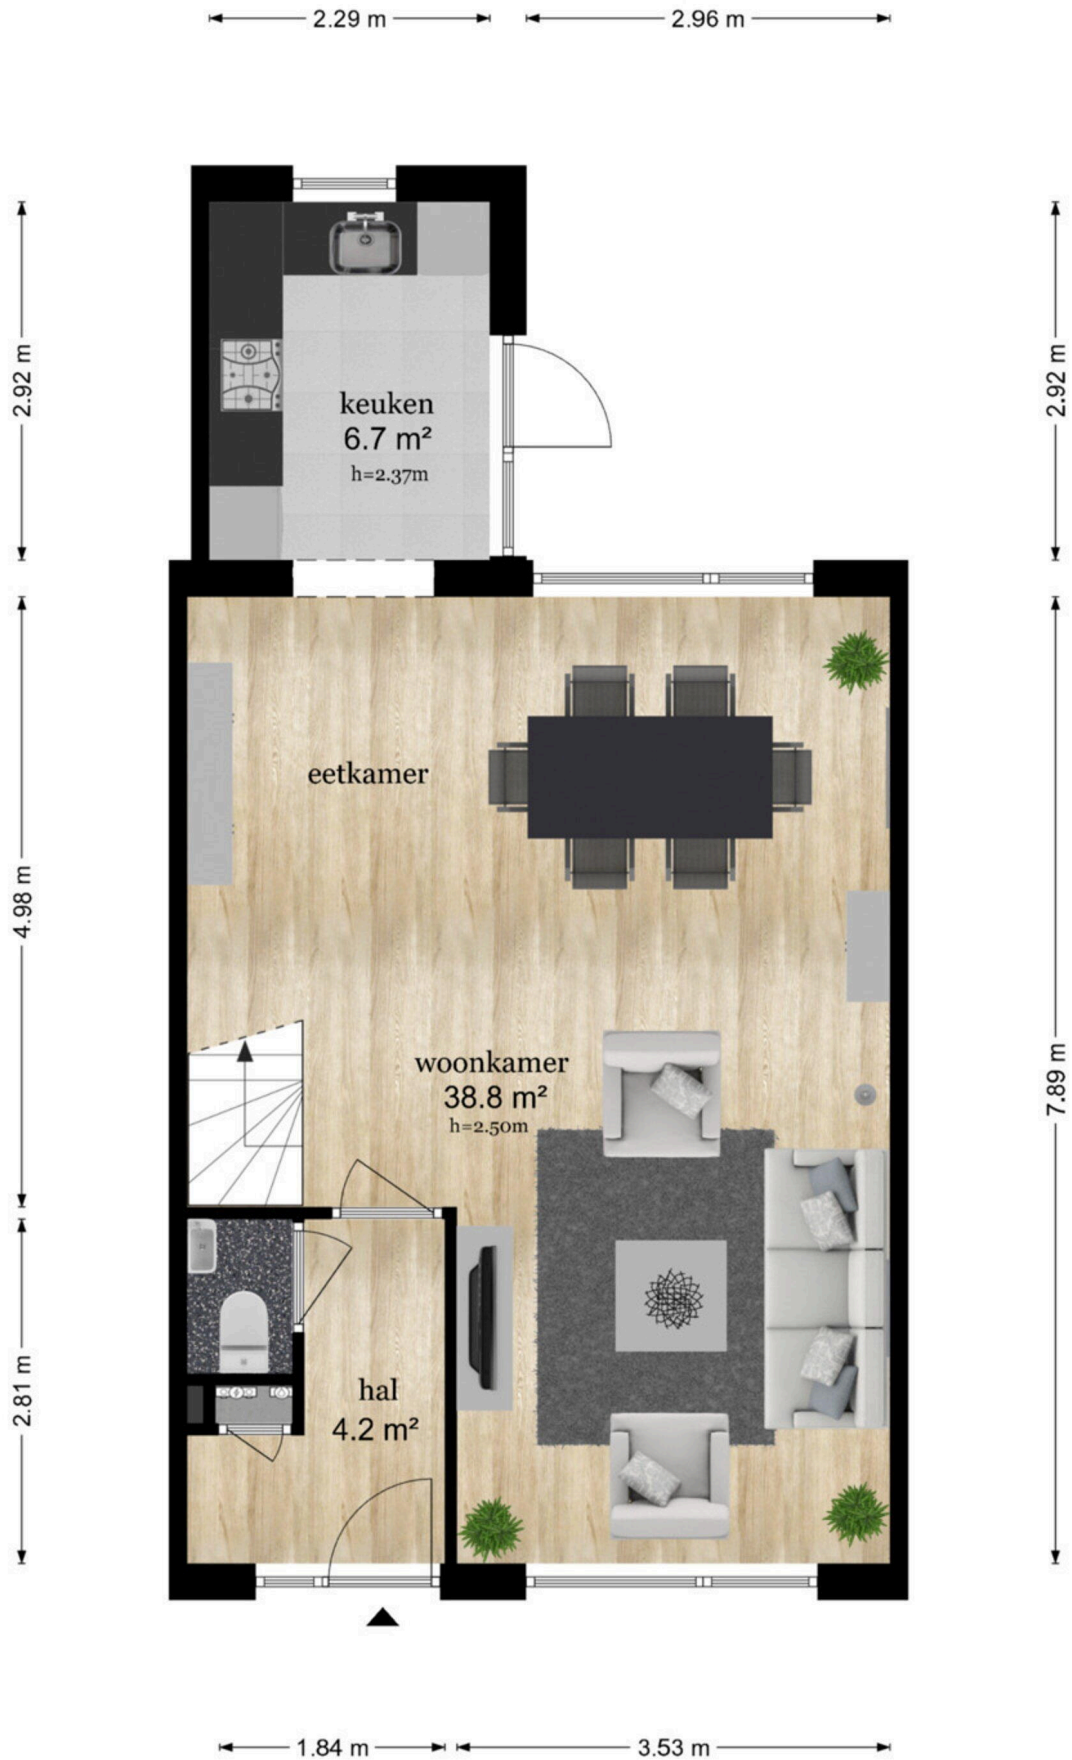 2.29 m
2.96 m
2.92 m
2.92 m
keuken
6.7 m²
h=2.37m
eetkamer
4.98 m
woonkamer
38.8 m²
h=2.50m
7.89 m
hal
4.2 m²
2.81 m
1.84 m
3.53 m